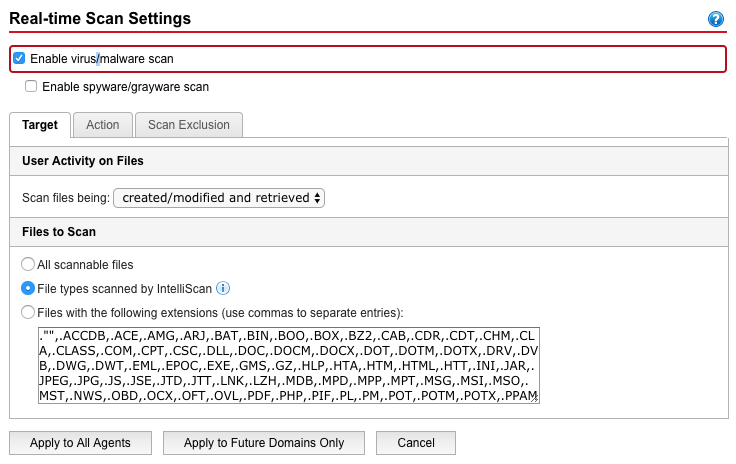 Real-time Scan Settings
?
Enable virus/malware scan
Enable spyware/grayware scan
Target Action Scan Exclusion
User Activity on Files
Scan files being: created/modified and retrieved
Files to Scan
All scannable files
File types scanned by IntelliScan i
Files with the following extensions (use commas to separate entries):
."",.ACCDB,.ACE,.AMG,.ARJ,.BAT,.BIN,.BOO,.BOX,.BZ2,.CAB,.CDR,.CDT,.CHM,.CL
A,.CLASS,.COM,.CPT,.CSC,.DLL,.DOC,.DOCM,.DOCX,.DOT,.DOTM,.DOTX,.DRV,.DV
B,.DWG,.DWT,.EML,.EPOC,.EXE,.GMS,.GZ,.HLP,.HTA,.HTM,.HTML,.HTT,.INI,.JAR,.
JPEG,.JPG,.JS,.JSE,.JTD,.JTT,.LNK,.LZH,.MDB,.MPD,.MPP,.MPT,.MSG,.MSI,.MSO,.
MST,.NWS,.OBD,.OCX,.OFT,.OVL,.PDF,.PHP,.PIF,.PL,.PM,.POT,.POTM,.POTX,.PPAM
Apply to All Agents Apply to Future Domains Only Cancel